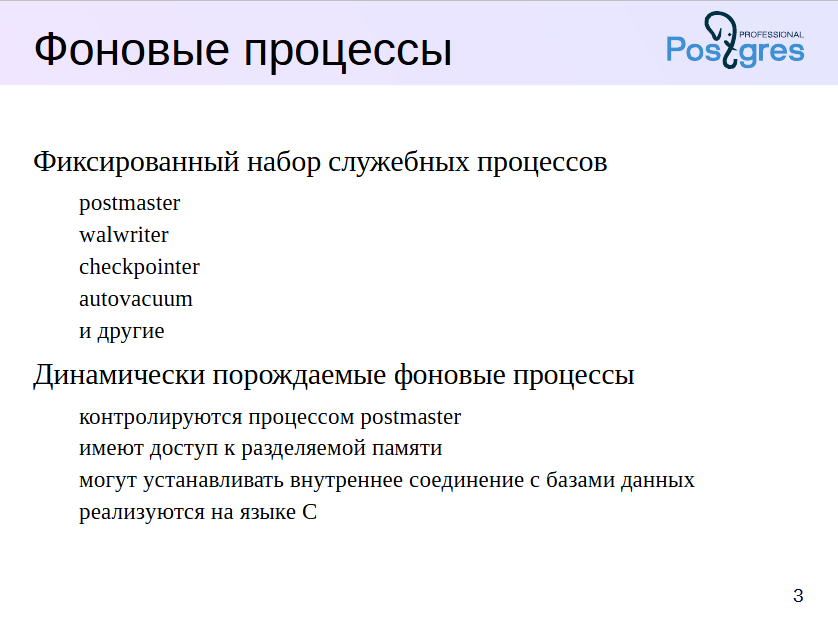 Фоновые процессы
PROFESSIONAL
Postgres
Фиксированный набор служебных процессов
postmaster
walwriter
checkpointer
autovacuum
и другие
Динамически порождаемые фоновые процессы
контролируются процессом postmaster
имеют доступ к разделяемой памяти
могут устанавливать внутреннее соединение с базами данных
реализуются на языке C
3